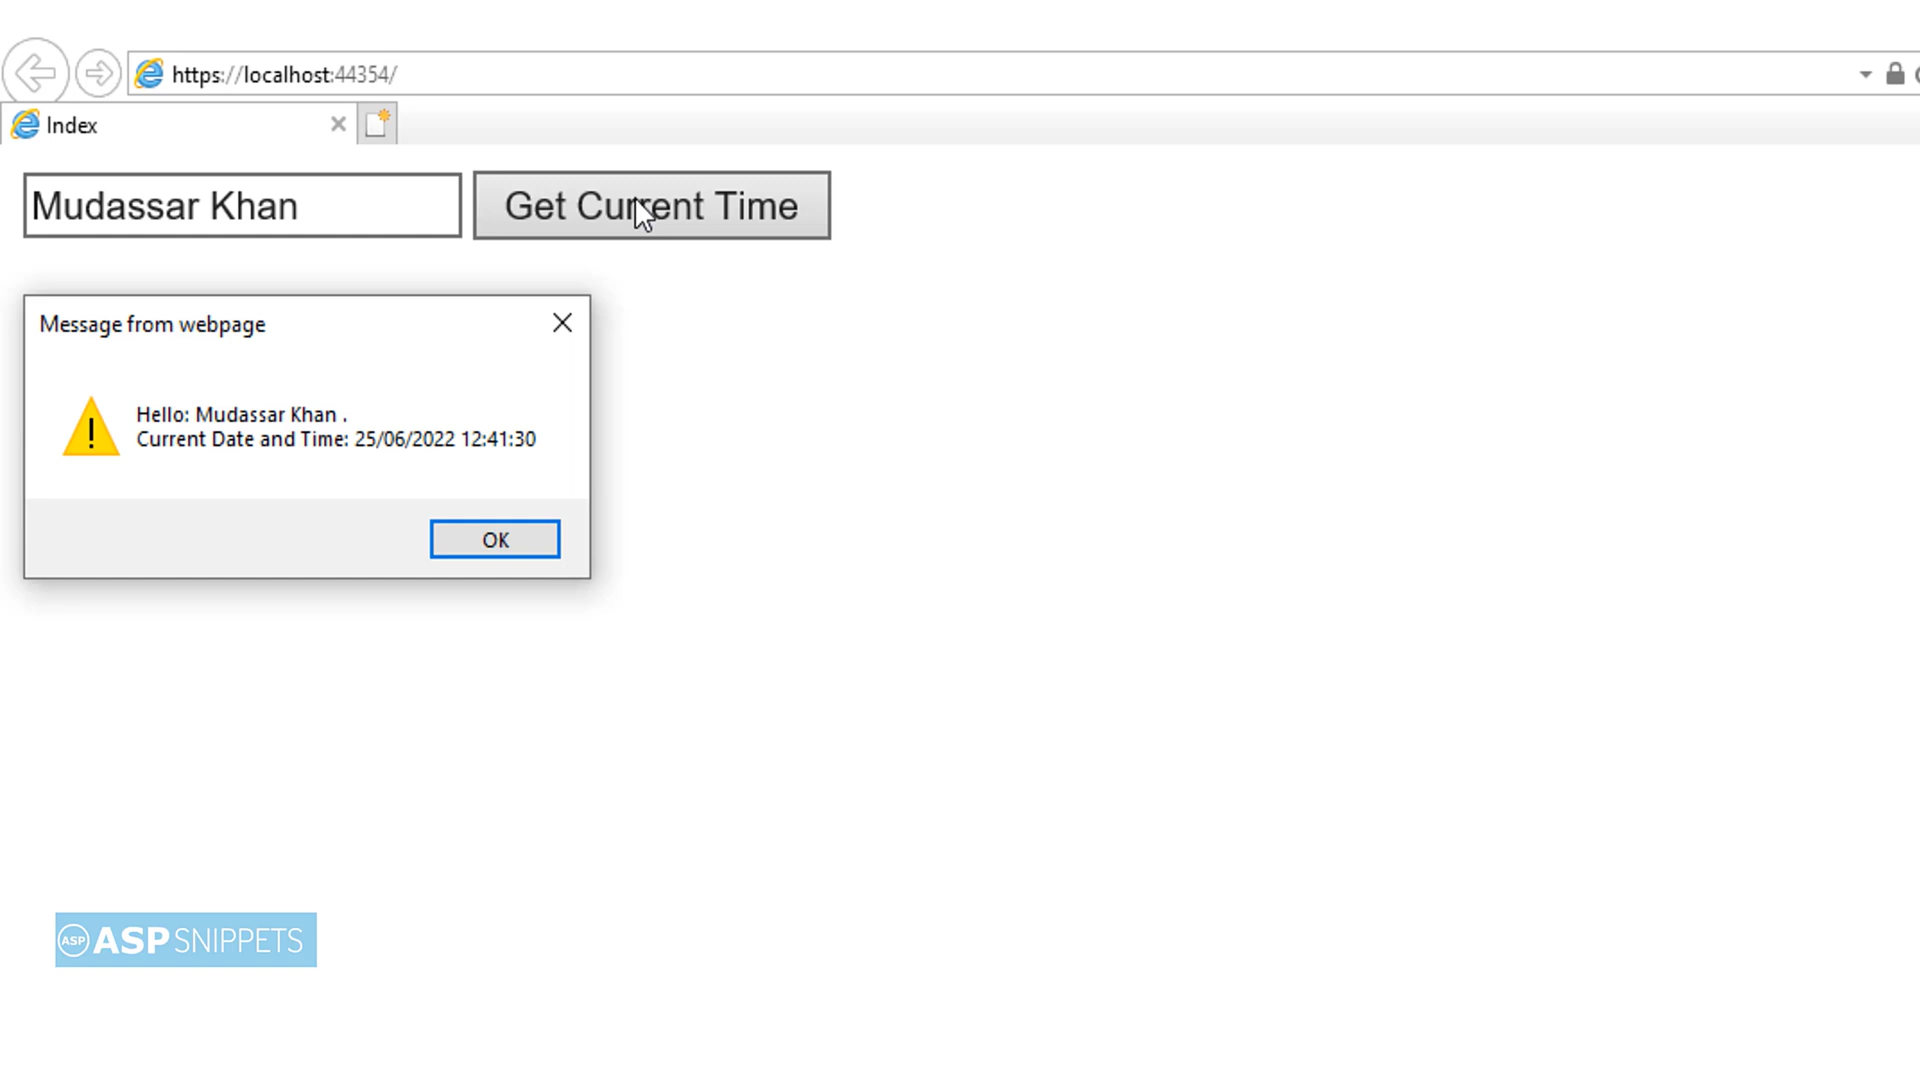 https://localhost:44354/
Index
Mudassar Khan
Get Current Time
Message from webpage
Hello: Mudassar Khan .
Current Date and Time: 25/06/2022 12:41:30
OK
ASP ASPSNIPPETS